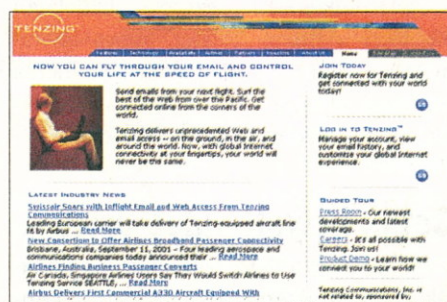 TENZING
Home
NOW YOU CAN FLY THROUGH YOUR EMAIL AND CONTROL
YOUR LIFE AT THE SPEED OF FLIGHT.
Send emails from your next flight. Surf the
best of the Web from over the Pacific. Get
connected online from the corners of the
world.
Tenzing delivers unprecedented Web and
email access -- on the ground, in the air, and
around the world. Now, with global Internet
connectivity at your fingertips, your world will
never be the same.
LATEST INDUSTRY NEWS
Swissair Soars with Inflight Email and Web Access From Tenzing
Communications
Leading European carrier will take delivery of Tenzing-equipped aircraft line
fit by Airbus ... Read More
New Consortium to Offer Airlines Broadband Passenger Connectivity
Brisbane, Australia, September 11, 2001 - Four leading aerospace and
communications companies today announced their ... Read More
Airlines Finding Business Passenger Converts
Air Canada, Singapore Airlines Users Say They Would Switch Airlines to Use
Tenzing Service SEATTLE, ... Read More
Airbus Delivers First Commercial A330 Aircraft Equipped With
JOIN TODAY
Register now for Tenzing and
get connected with your world
today!
GO
LOG IN TO TENZING™
Manage your account, view
your email history, and
customize your global Internet
experience.
GO
GUIDED TOUR
Press Room - Our newest
developments and latest
coverage.
Careers - It's all possible with
Tenzing. Join us!
Product Demo - Learn how we
connect you to your world!
Tenzing Communications, Inc. is
not related to, sponsored by,